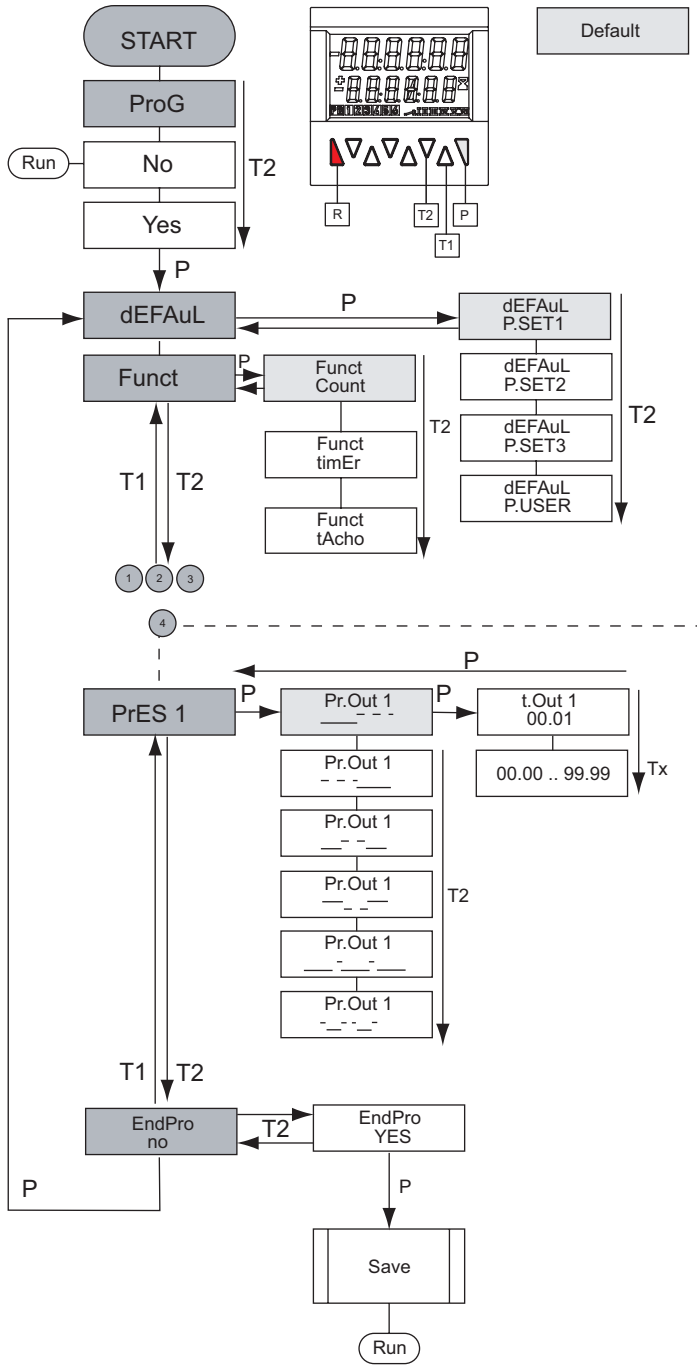 START
Default
ProG
Run
No
T2
Yes
R
T2
P
T1
P
dEFAuL
P
dEFAuL
P.SET1
dEFAuL
P.SET2
dEFAuL
P.SET3
dEFAuL
P.USER
T2
Funct
P
Funct
Count
Funct
timEr
Funct
tAcho
T2
T1
T2
1
2
3
4
P
PrES 1
P
Pr.Out 1
P
t.Out 1
00.01
00.00 .. 99.99
Tx
Pr.Out 1
Pr.Out 1
Pr.Out 1
Pr.Out 1
Pr.Out 1
T2
T1
T2
EndPro
no
T2
EndPro
YES
P
P
Save
Run